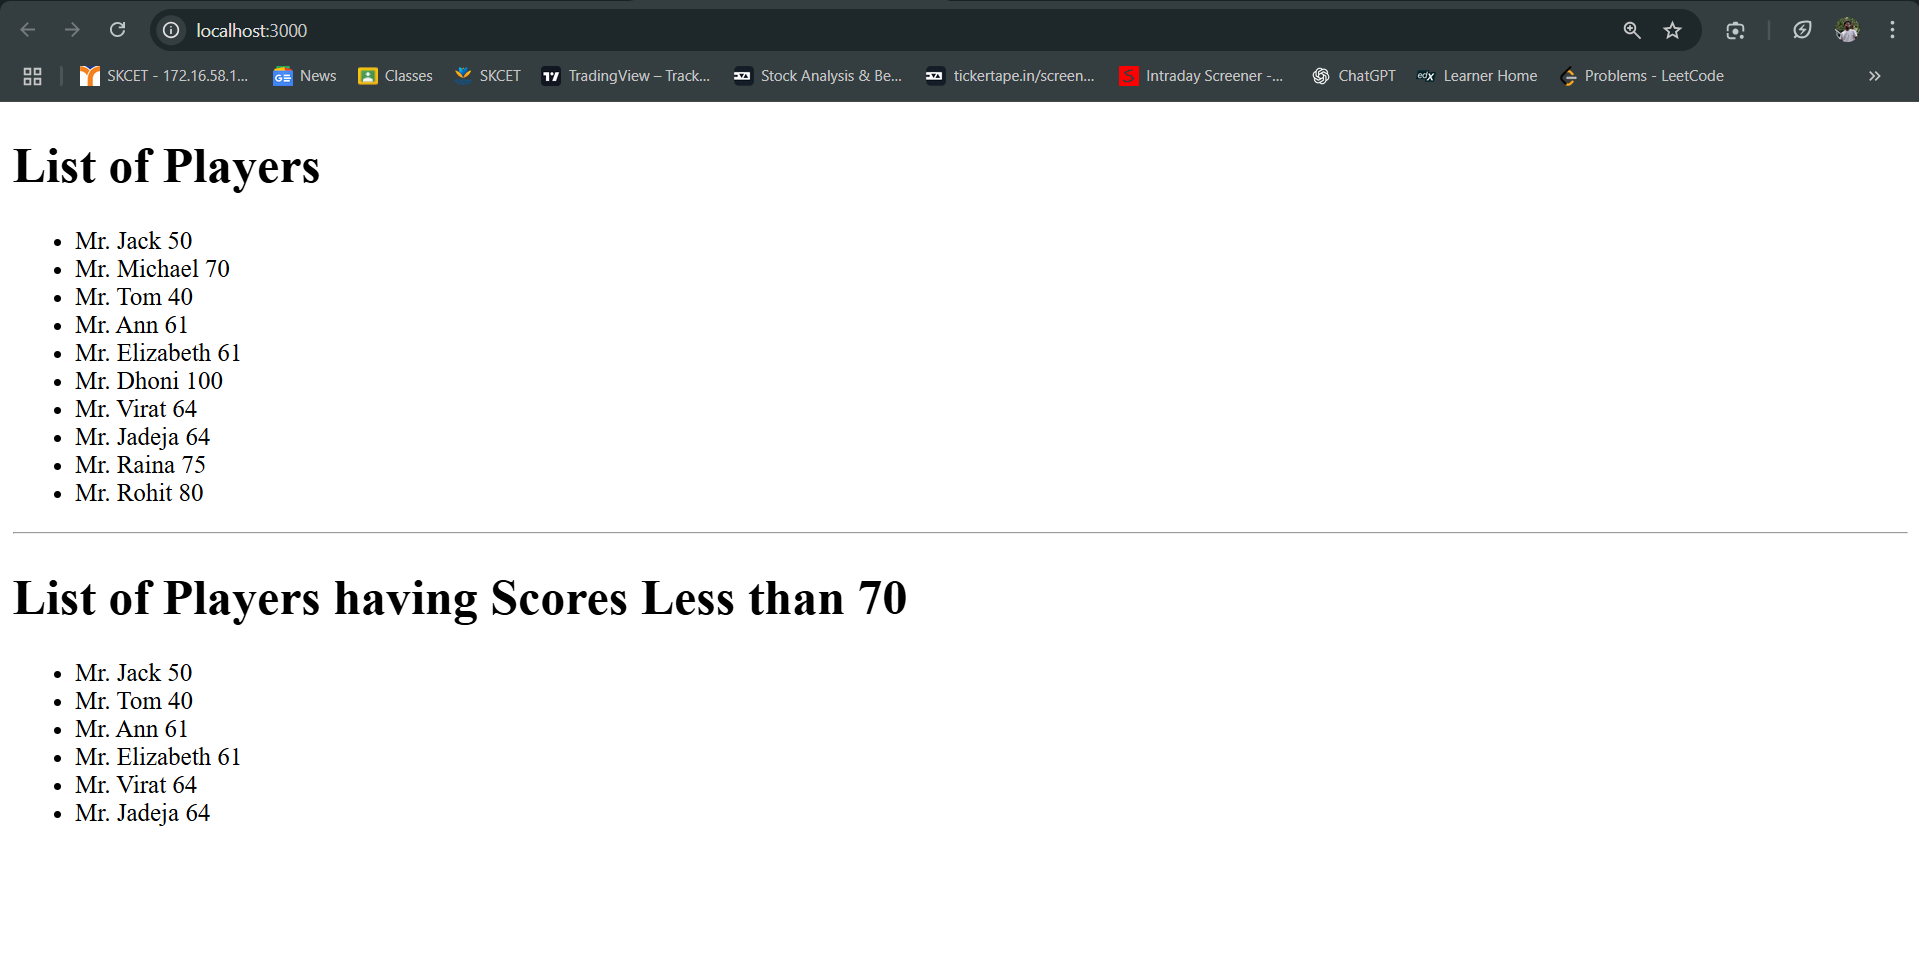 localhost:3000
SKCET - 172.16.58.1... News Classes SKCET TradingView – Track... Stock Analysis & Be... tickertape.in/screen... Intraday Screener -... ChatGPT edX Learner Home Problems - LeetCode »
List of Players
• Mr. Jack 50
• Mr. Michael 70
• Mr. Tom 40
• Mr. Ann 61
• Mr. Elizabeth 61
• Mr. Dhoni 100
• Mr. Virat 64
• Mr. Jadeja 64
• Mr. Raina 75
• Mr. Rohit 80
List of Players having Scores Less than 70
• Mr. Jack 50
• Mr. Tom 40
• Mr. Ann 61
• Mr. Elizabeth 61
• Mr. Virat 64
• Mr. Jadeja 64